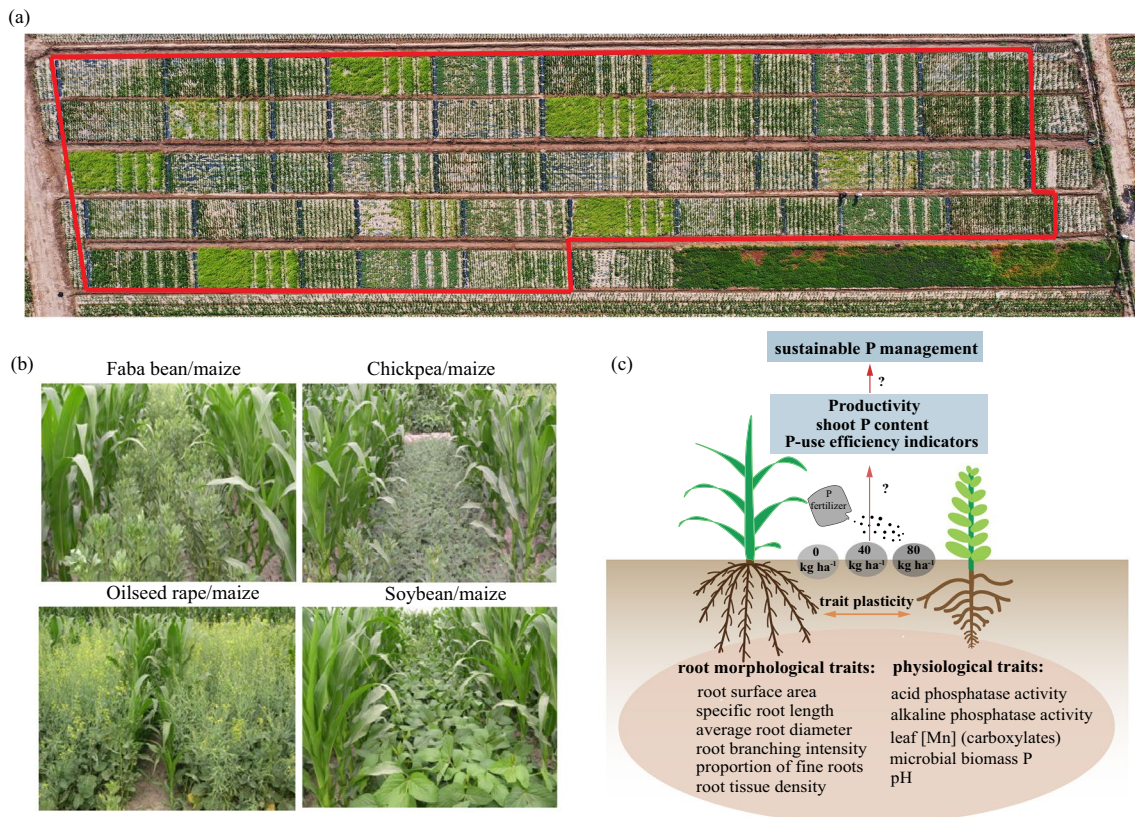 (a)
(b)
Faba bean/maize
Chickpea/maize
Oilseed rape/maize
Soybean/maize
(c)
sustainable P management
?
Productivity
shoot P content
P-use efficiency indicators
?
P
fertilizer
0
kg ha⁻¹
40
kg ha⁻¹
80
kg ha⁻¹
trait plasticity
root morphological traits:
root surface area
specific root length
average root diameter
root branching intensity
proportion of fine roots
root tissue density
physiological traits:
acid phosphatase activity
alkaline phosphatase activity
leaf [Mn] (carboxylates)
microbial biomass P
pH